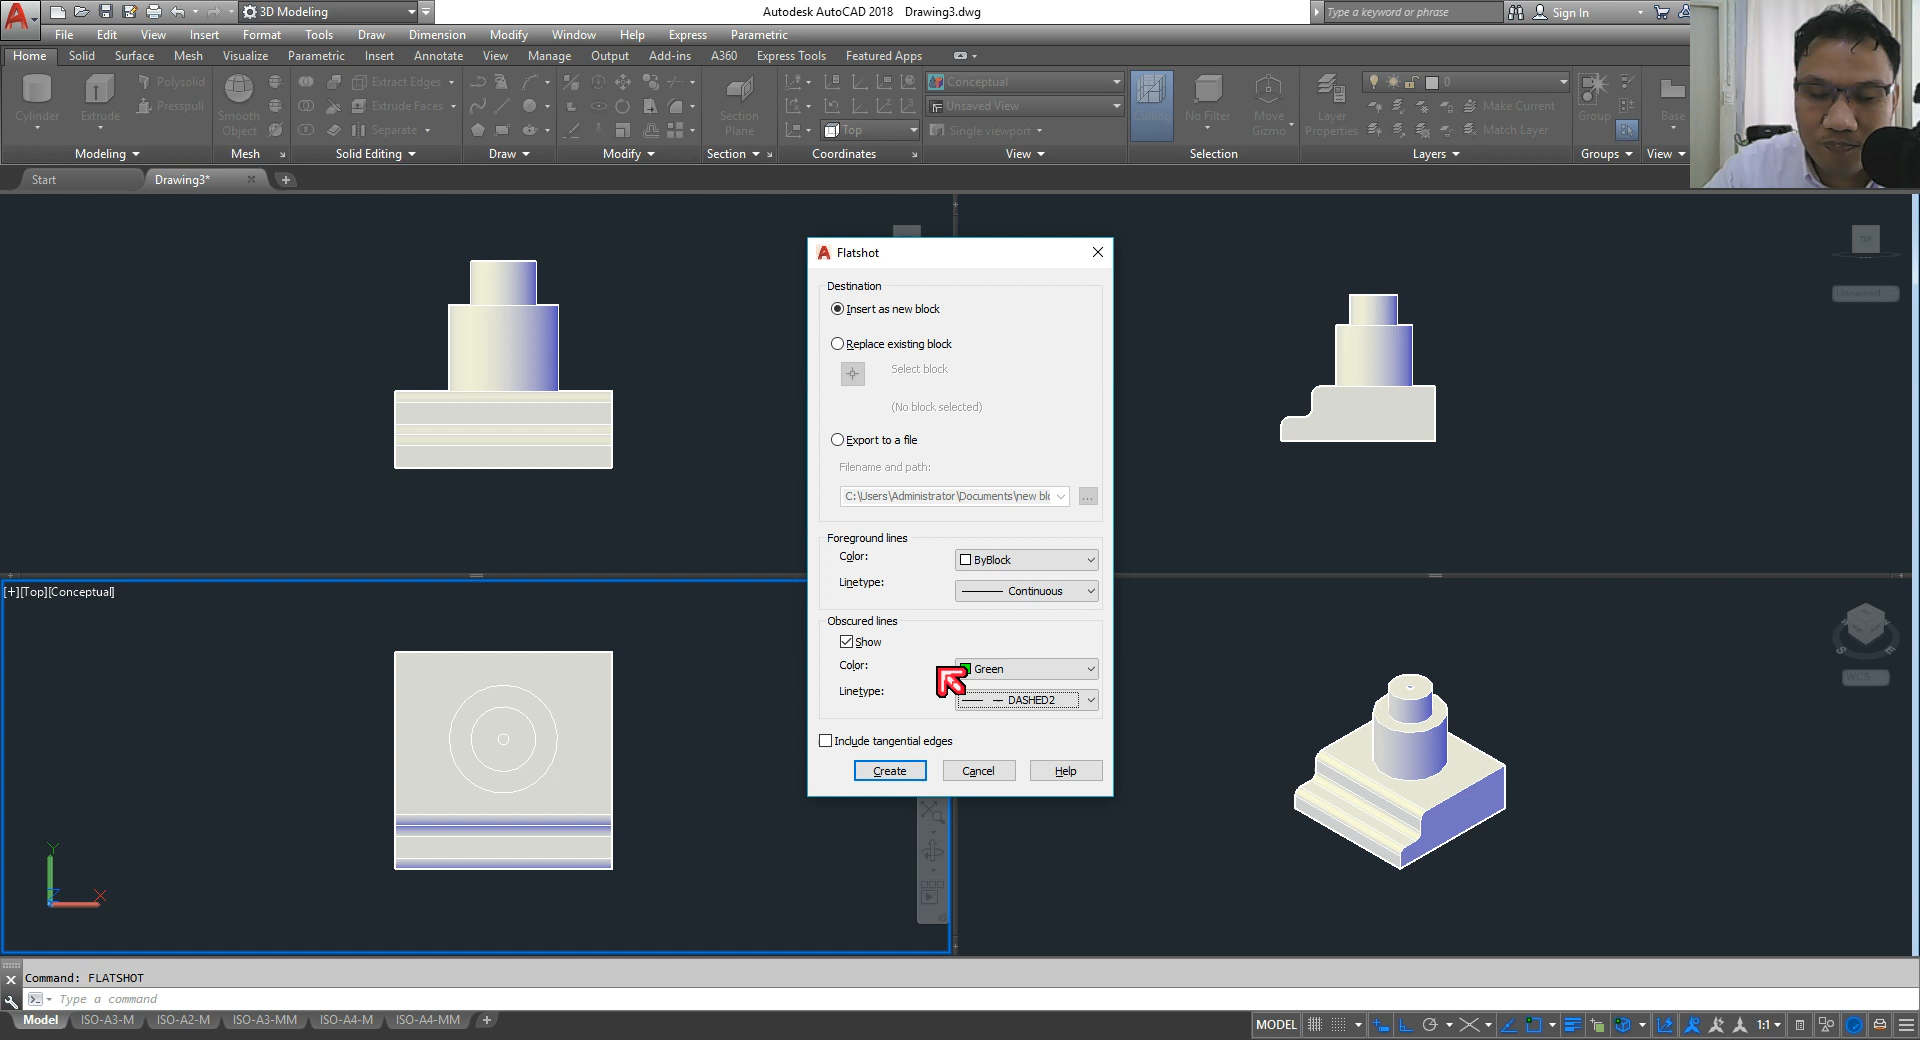 3D Modeling
Autodesk AutoCAD 2018 Drawing3.dwg
Type a keyword or phrase
Sign In
File Edit View Insert Format Tools Draw Dimension Modify Window Help Express Parametric
Home Solid Surface Mesh Visualize Parametric Insert Annotate View Manage Output Add-ins A360 Express Tools Featured Apps
Polysolid
Extract Edges
Conceptual
0
Presspull
Extrude Faces
Unsaved View
Make Current
Cylinder
Extrude
Smooth
Object
Separate
Section
Plane
Top
Single viewport
Culling
No Filter
Move
Gizmo
Layer
Properties
Match Layer
Group
Base
Modeling Mesh Solid Editing Draw Modify Section Coordinates View Selection Layers Groups View
Start
Drawing3*
TOP
Unnamed
Flatshot
Destination
Insert as new block
Replace existing block
Select block
(No block selected)
Export to a file
Filename and path:
C:\Users\Administrator\Documents\new blo
...
Foreground lines
Color:
ByBlock
Linetype:
Continuous
Obscured lines
Show
Color:
Green
Linetype:
DASHED2
Include tangential edges
Create Cancel Help
[+][Top][Conceptual]
S
E
WCS
Y
Z
X
Command: FLATSHOT
Type a command
Model ISO-A3-M ISO-A2-M ISO-A3-MM ISO-A4-M ISO-A4-MM
MODEL
1:1